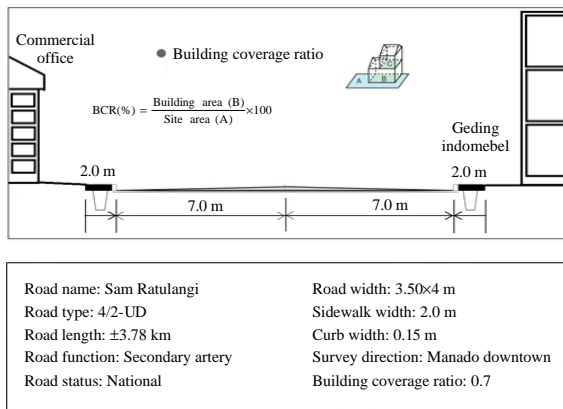 Commercial
office
Building coverage ratio
BCR(%) = Building area (B) / Site area (A) ×100
A
B
C
Geding
indomebel
2.0 m
2.0 m
7.0 m
7.0 m
Road name: Sam Ratulangi
Road type: 4/2-UD
Road length: ±3.78 km
Road function: Secondary artery
Road status: National
Road width: 3.50×4 m
Sidewalk width: 2.0 m
Curb width: 0.15 m
Survey direction: Manado downtown
Building coverage ratio: 0.7